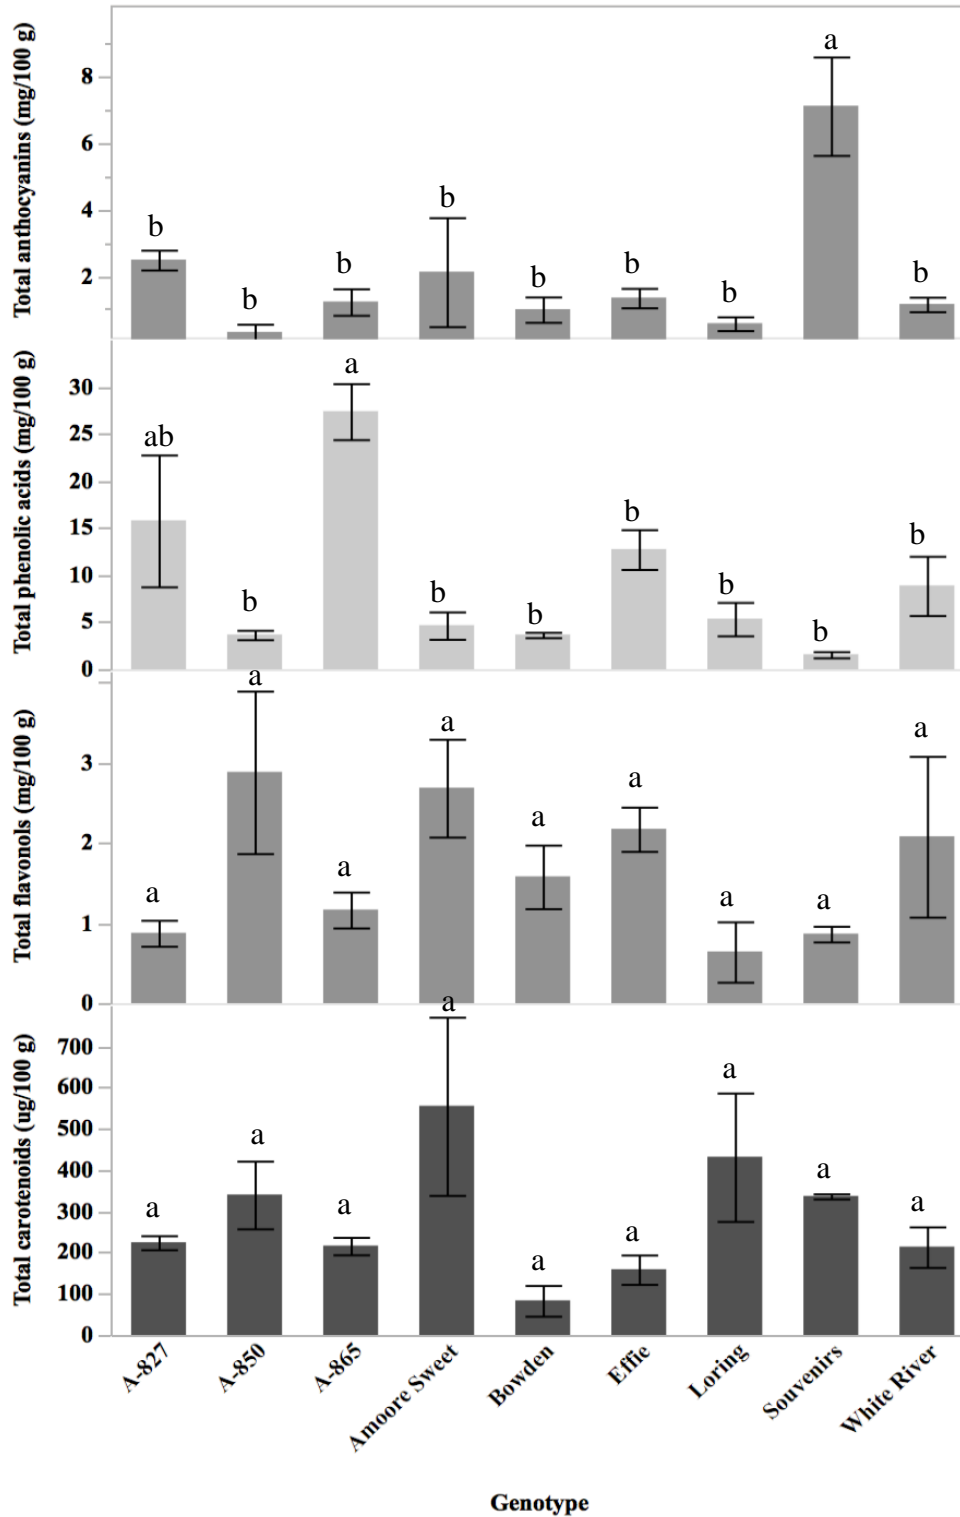 Total anthocyanins (mg/100 g)
8
6
4
2
b
b
b
b
b
b
b
a
b
Total phenolic acids (mg/100 g)
30
25
20
15
10
5
0
ab
b
a
b
b
b
b
b
b
Total flavonols (mg/100 g)
3
2
1
0
a
a
a
a
a
a
a
a
a
Total carotenoids (ug/100 g)
700
600
500
400
300
200
100
0
a
a
a
a
a
a
a
a
a
A-827
A-850
A-865
Amoore Sweet
Bowden
Effie
Loring
Souvenirs
White River
Genotype